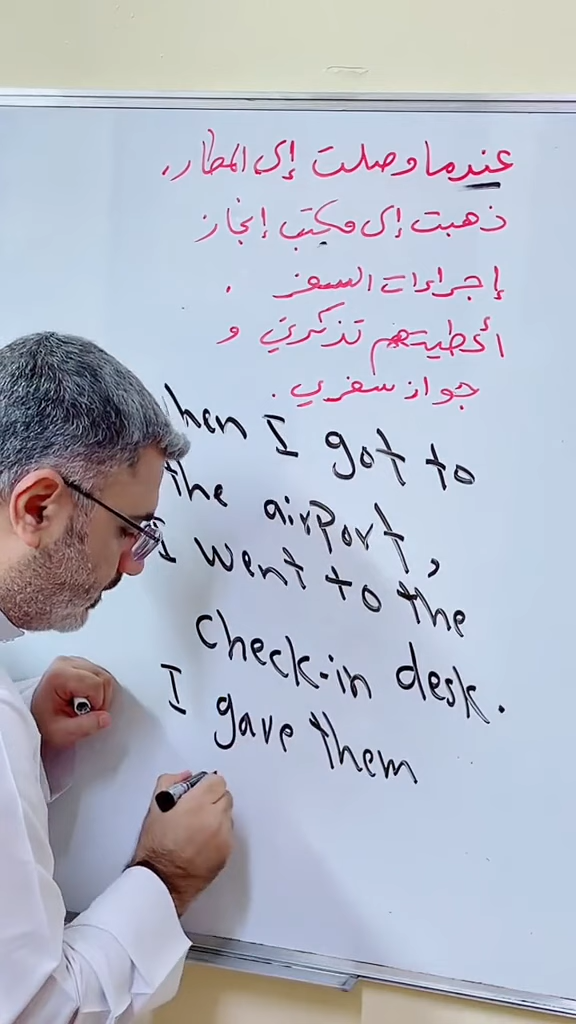 عندما وصلت إلى المطار،
ذهبت إلى مكتب إنجاز
إجراءات السفر .
أعطيتهم تذكرتي و
جواز سفري .
hen I got to
the airport,
I went to the
check-in desk.
I gave them